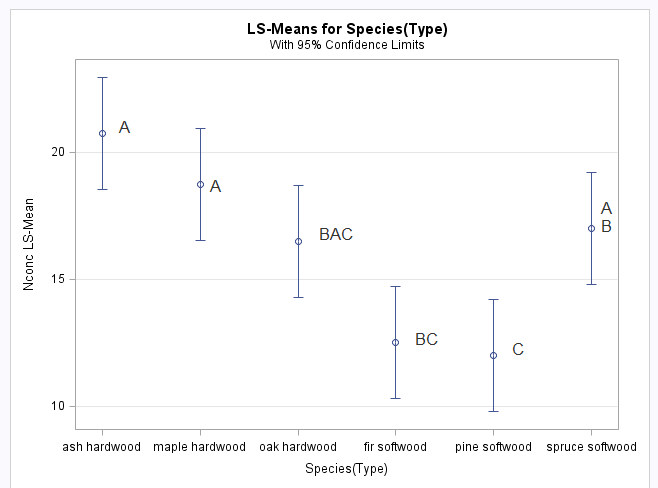 LS-Means for Species(Type)
With 95% Confidence Limits
Nconc LS-Mean
20
15
10
A
A
BAC
BC
C
A
B
ash hardwood
maple hardwood
oak hardwood
fir softwood
pine softwood
spruce softwood
Species(Type)